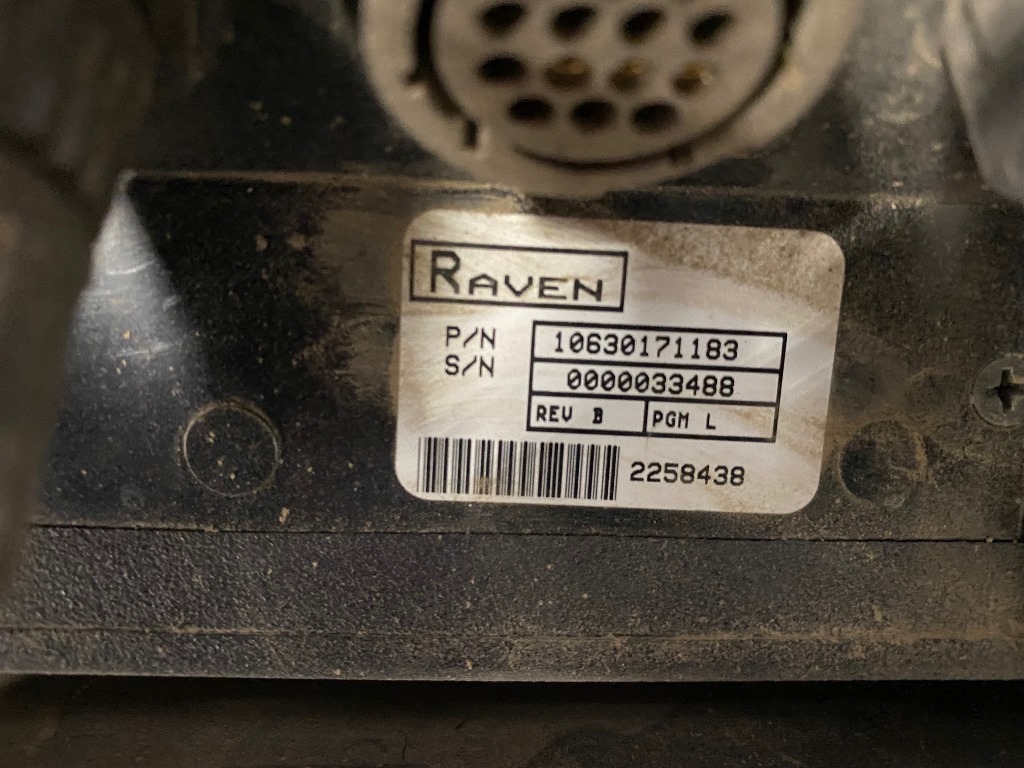 RAVEN
P/N 10630171183
S/N 0000033488
REV B PGM L
2258438